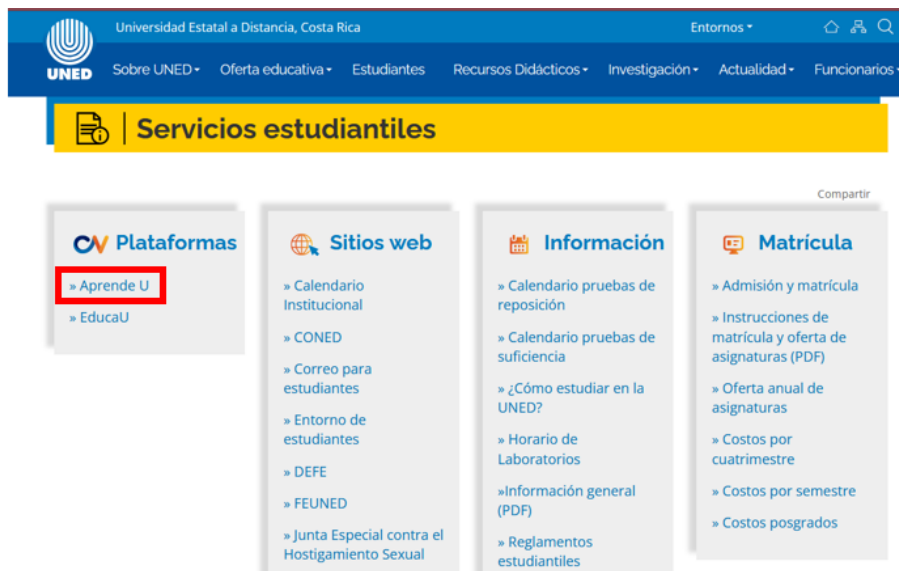 Universidad Estatal a Distancia, Costa Rica
Entornos
UNED
Sobre UNED
Oferta educativa
Estudiantes
Recursos Didácticos
Investigación
Actualidad
Funcionarios
Servicios estudiantiles
Compartir
Plataformas
» Aprende U
» EducaU
Sitios web
» Calendario
Institucional
» CONED
» Correo para
estudiantes
» Entorno de
estudiantes
» DEFE
» FEUNED
» Junta Especial contra el
Hostigamiento Sexual
Información
» Calendario pruebas de
reposición
» Calendario pruebas de
suficiencia
» ¿Cómo estudiar en la
UNED?
» Horario de
Laboratorios
»Información general
(PDF)
» Reglamentos
estudiantiles
Matrícula
» Admisión y matrícula
» Instrucciones de
matrícula y oferta de
asignaturas (PDF)
» Oferta anual de
asignaturas
» Costos por
cuatrimestre
» Costos por semestre
» Costos posgrados